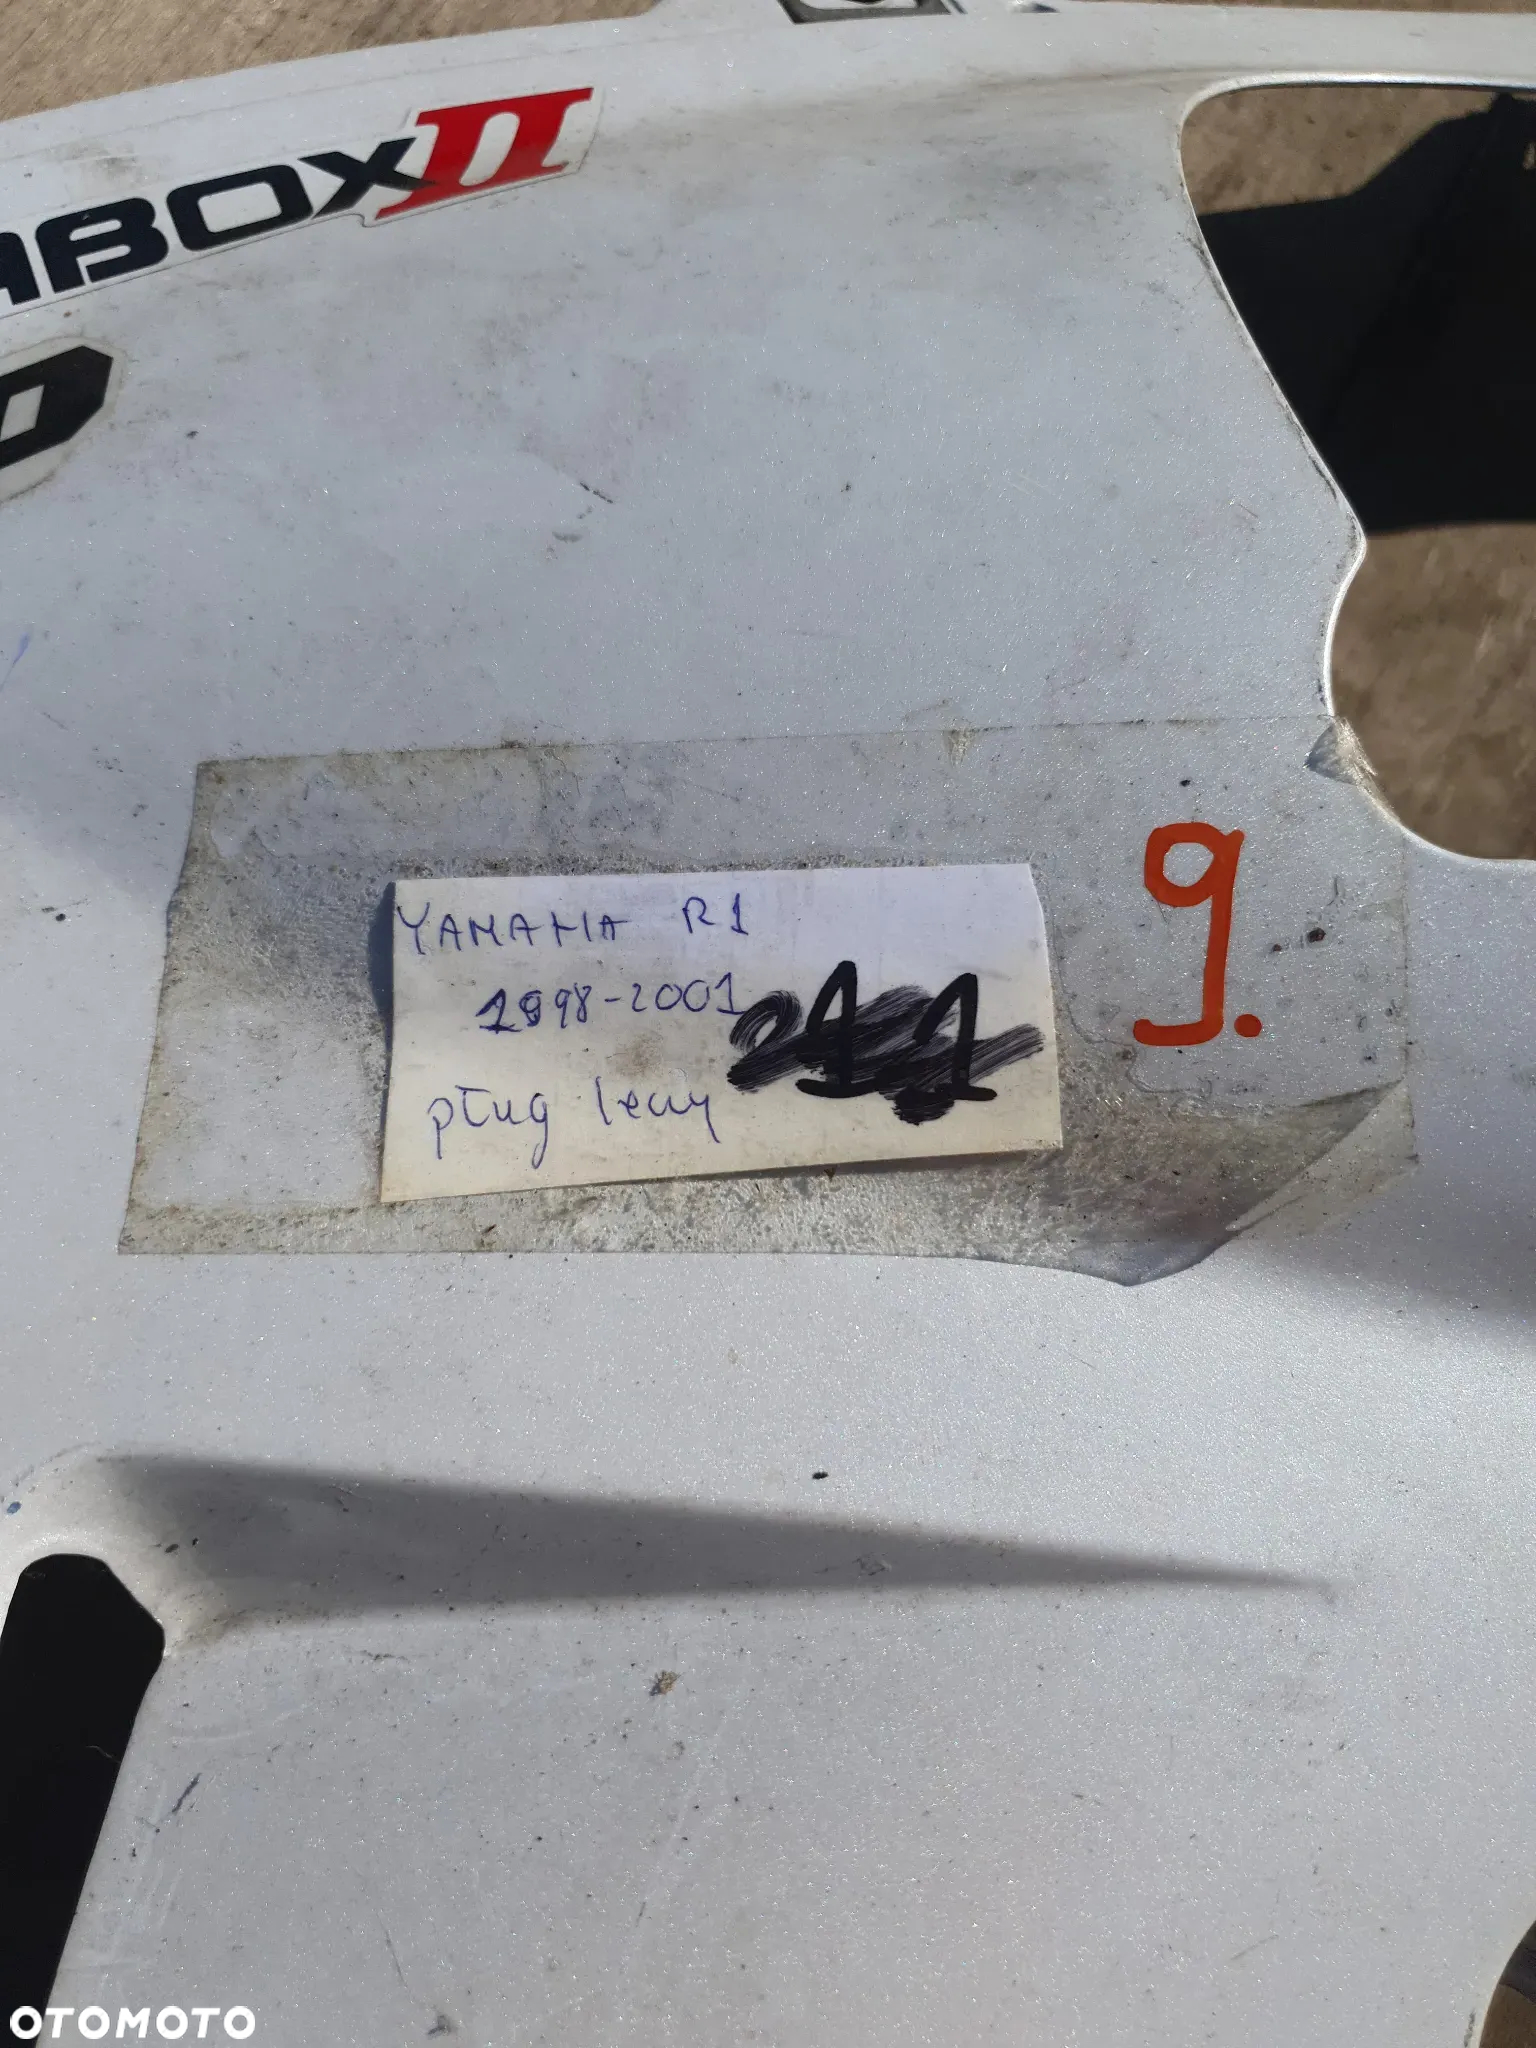 ABOXII
YAMAHA R1
1998-2001
pług lewy
9.
OTOMOTO